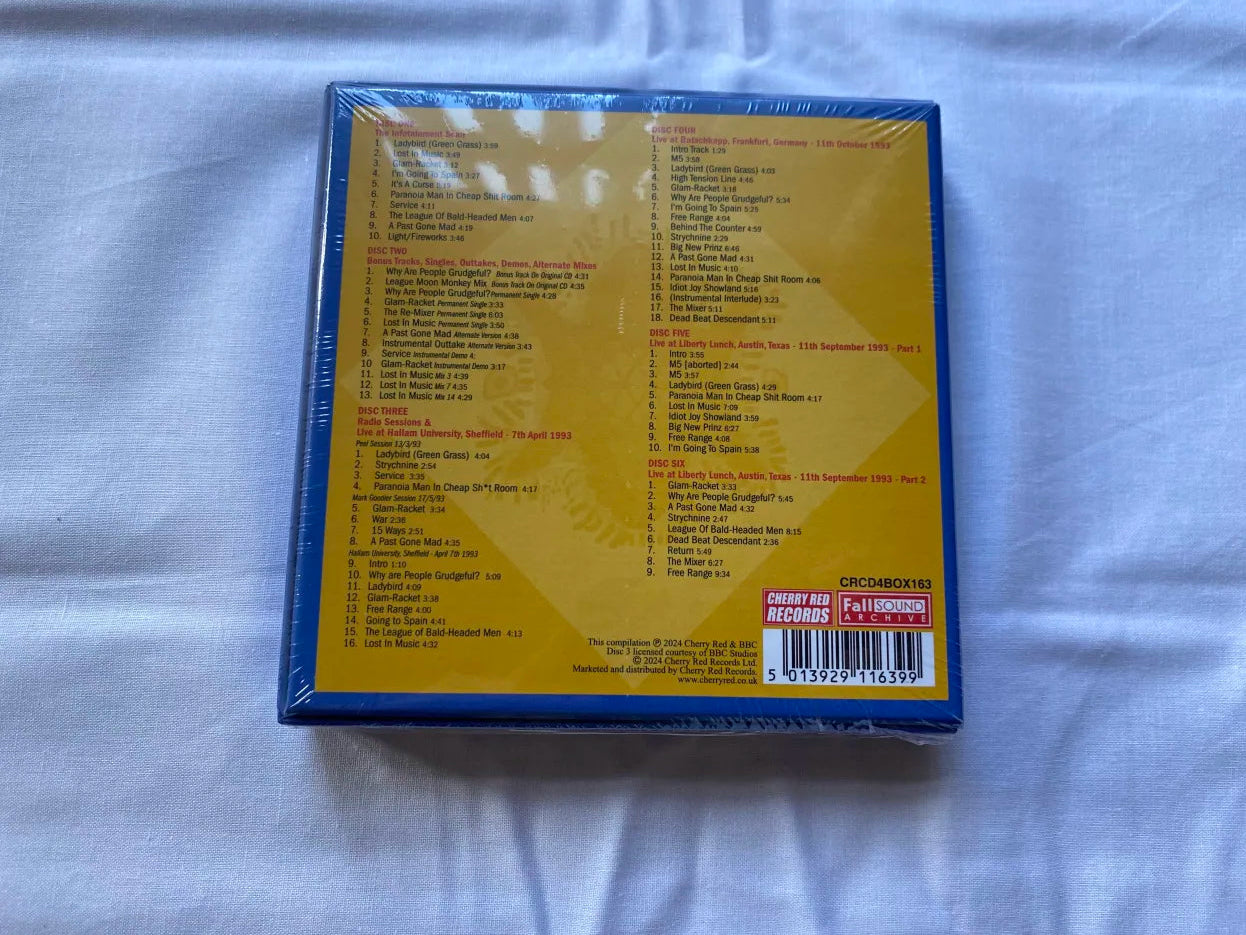 DISC ONE
The Infotainment Scan
1. Ladybird (Green Grass) 3:59
2. Lost In Music 3:49
3. Glam-Racket 3:12
4. I'm Going To Spain 3:27
5. It's A Curse 5:19
6. Paranoia Man In Cheap Shit Room 4:27
7. Service 4:11
8. The League Of Bald-Headed Men 4:07
9. A Past Gone Mad 4:19
10. Light/Fireworks 3:46
DISC TWO
Bonus Tracks, Singles, Outtakes, Demos, Alternate Mixes
1. Why Are People Grudgeful? Bonus Track On Original CD 4:31
2. League Moon Monkey Mix Bonus Track On Original CD 4:35
3. Why Are People Grudgeful? Permanent Single 4:28
4. Glam-Racket Permanent Single 3:33
5. The Re-Mixer Permanent Single 6:03
6. Lost In Music Permanent Single 3:50
7. A Past Gone Mad Alternate Version 4:38
8. Instrumental Outtake Alternate Version 3:43
9. Service Instrumental Demo 4:
10 Glam-Racket Instrumental Demo 3:17
11. Lost In Music Mix 3 4:39
12. Lost In Music Mix 7 4:35
13. Lost In Music Mix 14 4:29
DISC THREE
Radio Sessions &
Live at Hallam University, Sheffield - 7th April 1993
Peel Session 13/3/93
1. Ladybird (Green Grass) 4:04
2. Strychnine 2:54
3. Service 3:35
4. Paranoia Man In Cheap Sh*t Room 4:17
Mark Goodier Session 17/5/93
5. Glam-Racket 3:34
6. War 2:36
7. 15 Ways 2:51
8. A Past Gone Mad 4:35
Hallam University, Sheffield - April 7th 1993
9. Intro 1:10
10. Why are People Grudgeful? 5:09
11. Ladybird 4:09
12. Glam-Racket 3:38
13. Free Range 4:00
14. Going to Spain 4:41
15. The League of Bald-Headed Men 4:13
16. Lost In Music 4:32
DISC FOUR
Live at Batschkapp, Frankfurt, Germany - 11th October 1993
1. Intro Track 1:29
2. M5 3:58
3. Ladybird (Green Grass) 4:03
4. High Tension Line 4:46
5. Glam-Racket 3:16
6. Why Are People Grudgeful? 5:34
7. I'm Going To Spain 5:25
8. Free Range 4:04
9. Behind The Counter 4:59
10. Strychnine 2:29
11. Big New Prinz 6:46
12. A Past Gone Mad 4:31
13. Lost In Music 4:10
14. Paranoia Man In Cheap Shit Room 4:06
15. Idiot Joy Showland 5:16
16. (Instrumental Interlude) 3:23
17. The Mixer 5:11
18. Dead Beat Descendant 5:11
DISC FIVE
Live at Liberty Lunch, Austin, Texas - 11th September 1993 - Part 1
1. Intro 3:55
2. M5 [aborted] 2:44
3. M5 3:57
4. Ladybird (Green Grass) 4:29
5. Paranoia Man In Cheap Shit Room 4:17
6. Lost In Music 7:09
7. Idiot Joy Showland 3:59
8. Big New Prinz 6:27
9. Free Range 4:08
10. I'm Going To Spain 5:38
DISC SIX
Live at Liberty Lunch, Austin, Texas - 11th September 1993 - Part 2
1. Glam-Racket 3:33
2. Why Are People Grudgeful? 5:45
3. A Past Gone Mad 4:32
4. Strychnine 2:47
5. League Of Bald-Headed Men 8:15
6. Dead Beat Descendant 2:36
7. Return 5:49
8. The Mixer 6:27
9. Free Range 9:34
CRCD4BOX163
CHERRY RED
RECORDS
Fall SOUND
ARCHIVE
This compilation ℗ 2024 Cherry Red & BBC
Disc 3 licensed courtesy of BBC Studios
© 2024 Cherry Red Records Ltd.
Marketed and distributed by Cherry Red Records.
www.cherryred.co.uk
5 013929 116399